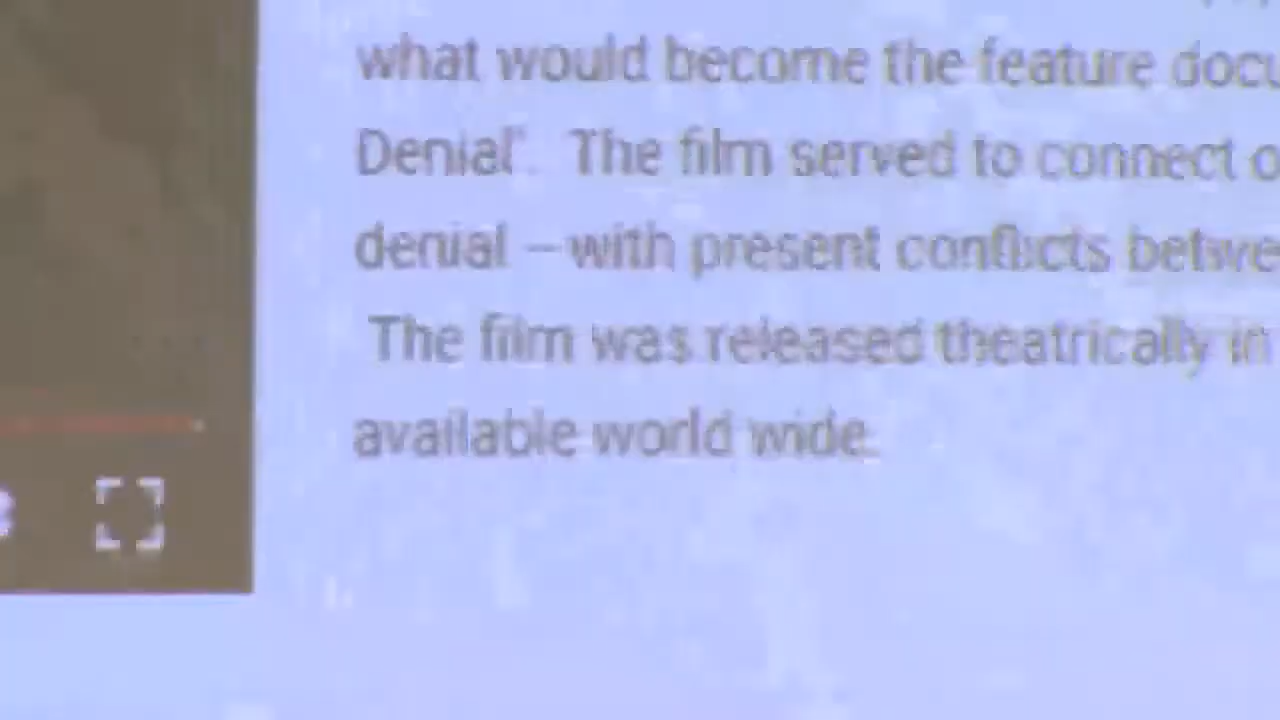 what would become the feature docu
Denial". The film served to connect o
denial – with present conflicts betwe
The film was released theatrically in
available world wide.